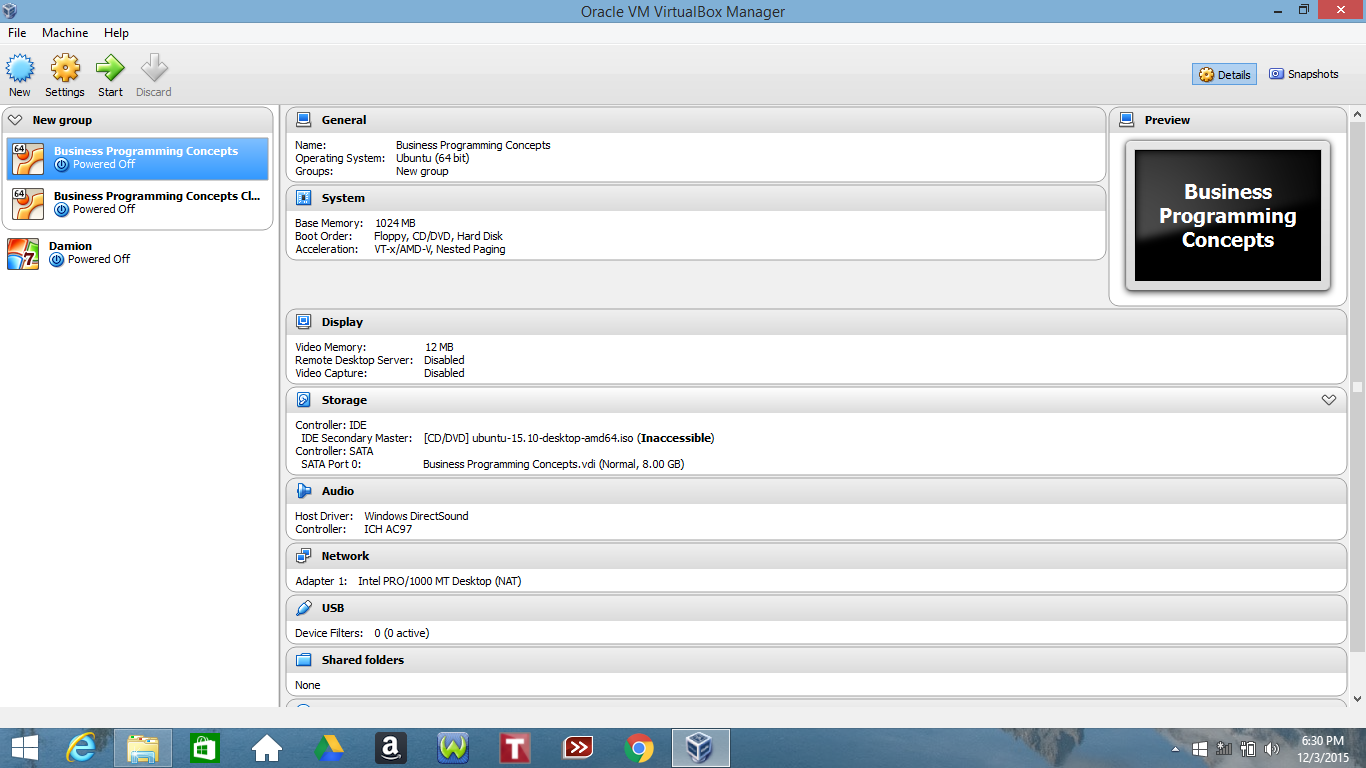 Oracle VM VirtualBox Manager
File Machine Help
New Settings Start Discard
Details Snapshots
New group
64
Business Programming Concepts
Powered Off
64
Business Programming Concepts Cl...
Powered Off
7
Damion
Powered Off
General
Name: Business Programming Concepts
Operating System: Ubuntu (64 bit)
Groups: New group
System
Base Memory: 1024 MB
Boot Order: Floppy, CD/DVD, Hard Disk
Acceleration: VT-x/AMD-V, Nested Paging
Preview
Business
Programming
Concepts
Display
Video Memory: 12 MB
Remote Desktop Server: Disabled
Video Capture: Disabled
Storage
Controller: IDE
IDE Secondary Master: [CD/DVD] ubuntu-15.10-desktop-amd64.iso (Inaccessible)
Controller: SATA
SATA Port 0: Business Programming Concepts.vdi (Normal, 8.00 GB)
Audio
Host Driver: Windows DirectSound
Controller: ICH AC97
Network
Adapter 1: Intel PRO/1000 MT Desktop (NAT)
USB
Device Filters: 0 (0 active)
Shared folders
None
a W T
6:30 PM
12/3/2015